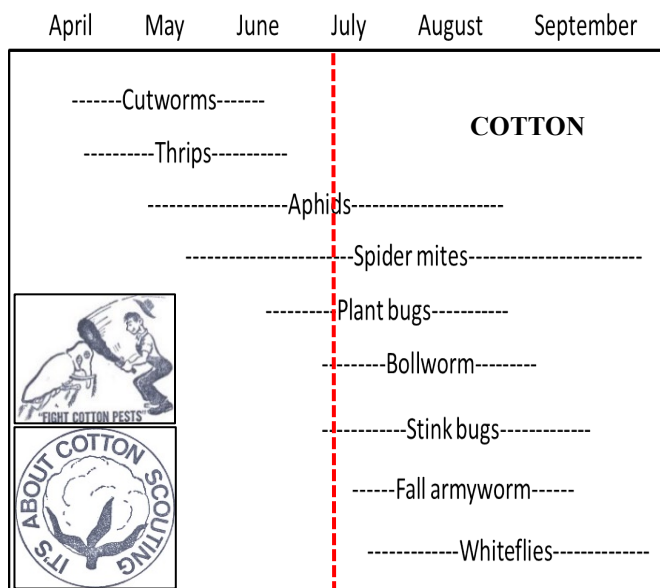 April May June July August September
-------Cutworms-------
COTTON
----------Thrips-----------
--------------------Aphids----------------------
------------------------Spider mites-------------------------
----------Plant bugs-----------
---------Bollworm---------
------------Stink bugs-------------
------Fall armyworm------
-------------Whiteflies--------------
"FIGHT COTTON PESTS"
IT'S ABOUT COTTON SCOUTING